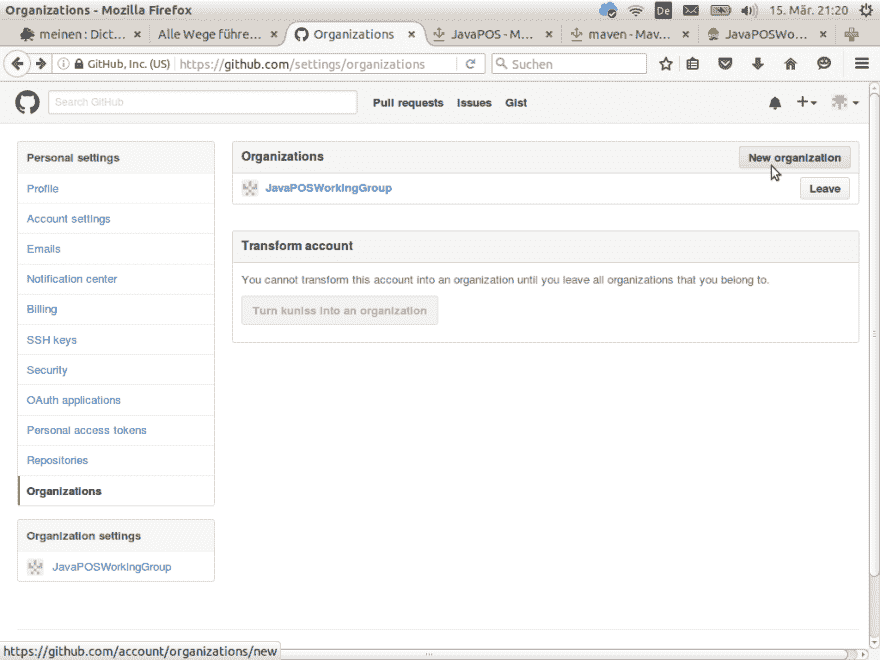 Organizations - Mozilla Firefox
De
15. Mär. 21:20
meinen : Dict... ×
Alle Wege führe... ×
Organizations ×
JavaPOS - M... ×
maven - Mav... ×
JavaPOSWo... ×
GitHub, Inc. (US)
https://github.com/settings/organizations
Suchen
Search GitHub
Pull requests
Issues
Gist
Personal settings
Profile
Account settings
Emails
Notification center
Billing
SSH keys
Security
OAuth applications
Personal access tokens
Repositories
Organizations
Organization settings
JavaPOSWorkingGroup
Organizations
New organization
JavaPOSWorkingGroup
Leave
Transform account
You cannot transform this account into an organization until you leave all organizations that you belong to.
Turn kuniss into an organization
https://github.com/account/organizations/new